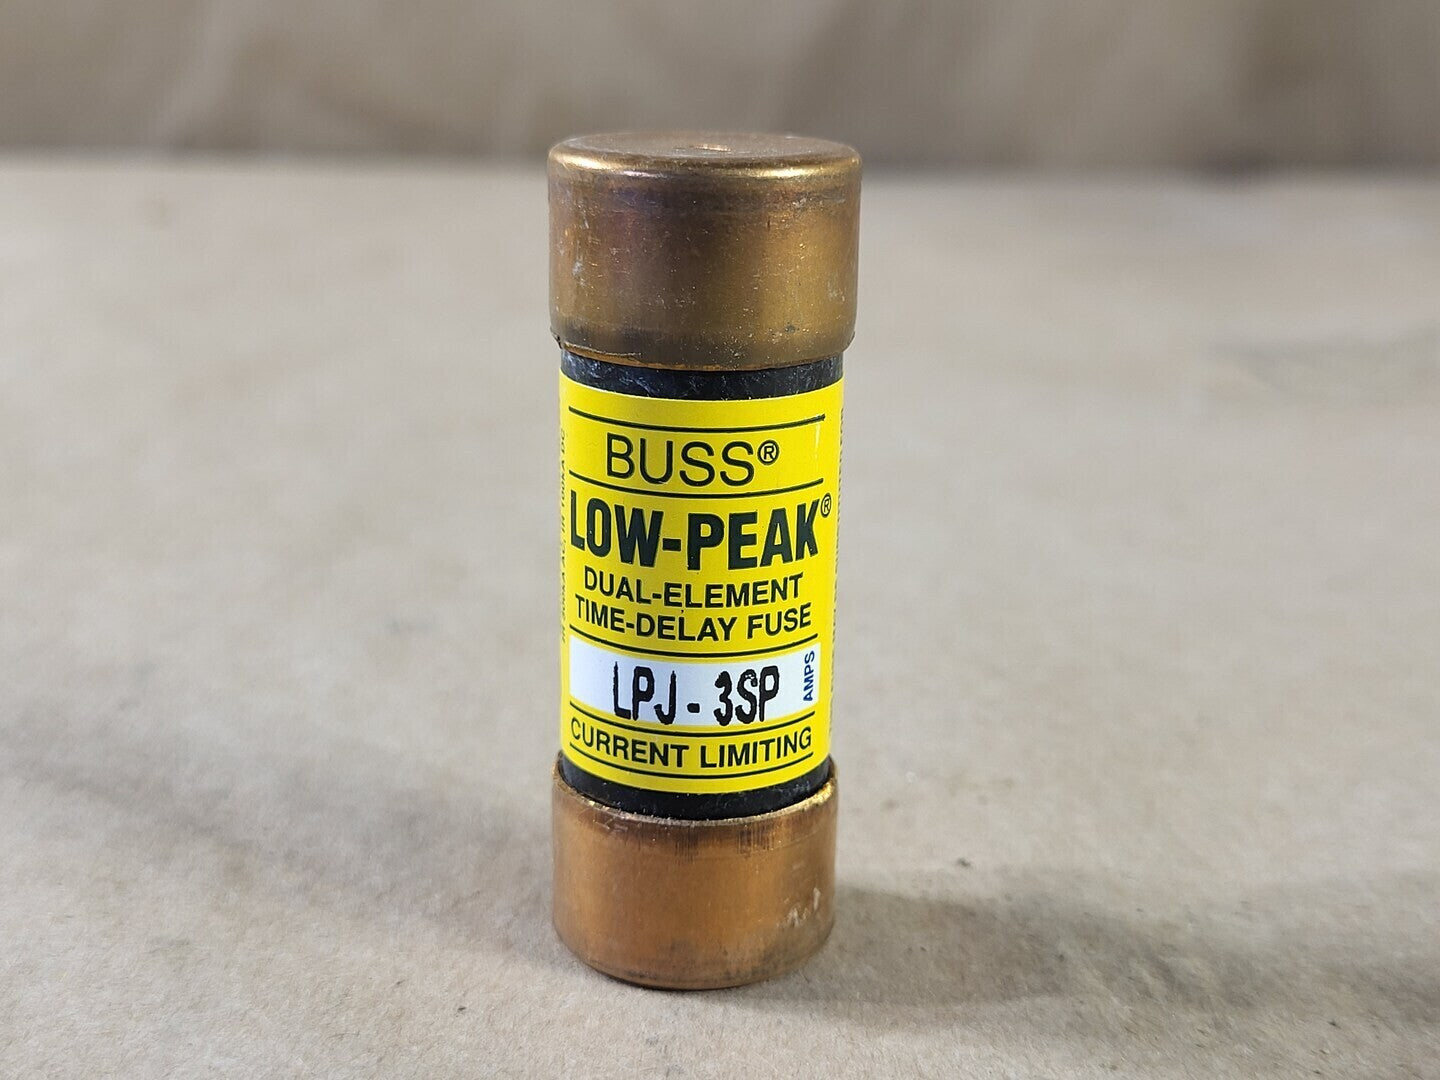 BUSS®
LOW-PEAK®
DUAL-ELEMENT
TIME-DELAY FUSE
LPJ-3SP AMPS
CURRENT LIMITING